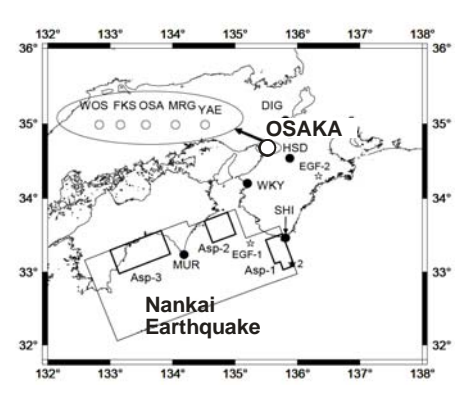 132° 133° 134° 135° 136° 137° 138°
36° 36°
WOS FKS OSA MRG YAE
DIG
35° 35°
OSAKA
HSD
EGF-2
WKY
34° 34°
SHI
Asp-2
EGF-1
MUR
Asp-1 2
Asp-3
33° 33°
Nankai
Earthquake
32° 32°
132° 133° 134° 135° 136° 137° 138°